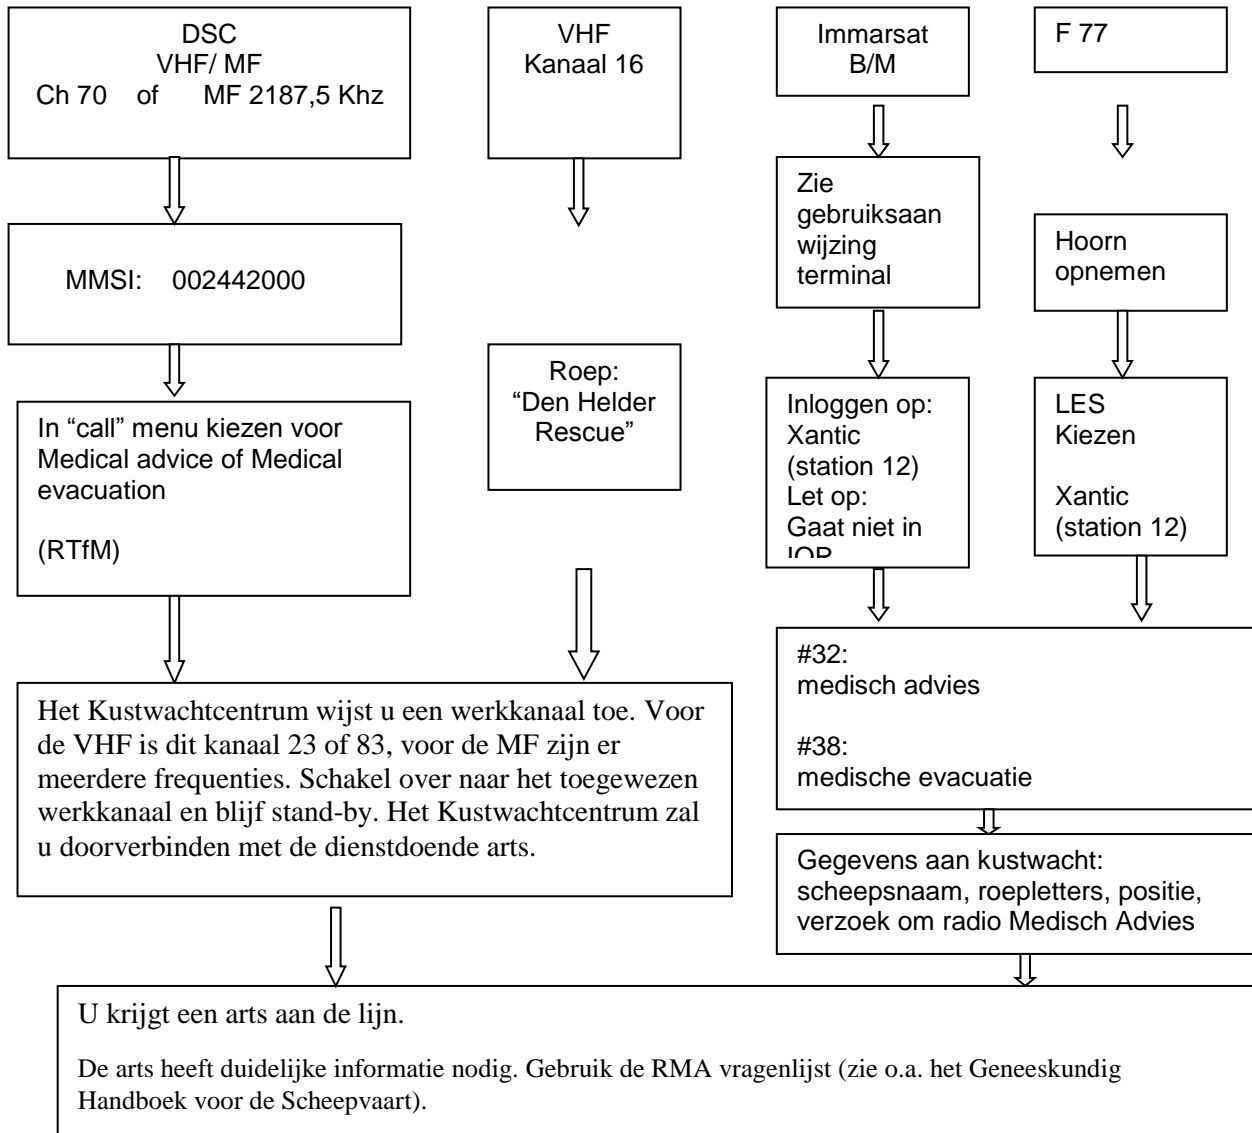 DSC
VHF/ MF
Ch 70 of MF 2187,5 Khz
MMSI: 002442000
In “call” menu kiezen voor
Medical advice of Medical
evacuation
(RTfM)
VHF
Kanaal 16
Roep:
“Den Helder
Rescue”
Het Kustwachtcentrum wijst u een werkkanaal toe. Voor
de VHF is dit kanaal 23 of 83, voor de MF zijn er
meerdere frequenties. Schakel over naar het toegewezen
werkkanaal en blijf stand-by. Het Kustwachtcentrum zal
u doorverbinden met de dienstdoende arts.
Immarsat
B/M
Zie
gebruiksaan
wijzing
terminal
Inloggen op:
Xantic
(station 12)
Let op:
Gaat niet in
F 77
Hoorn
opnemen
LES
Kiezen
Xantic
(station 12)
#32:
medisch advies
#38:
medische evacuatie
Gegevens aan kustwacht:
scheepsnaam, roepletters, positie,
verzoek om radio Medisch Advies
U krijgt een arts aan de lijn.
De arts heeft duidelijke informatie nodig. Gebruik de RMA vragenlijst (zie o.a. het Geneeskundig
Handboek voor de Scheepvaart).